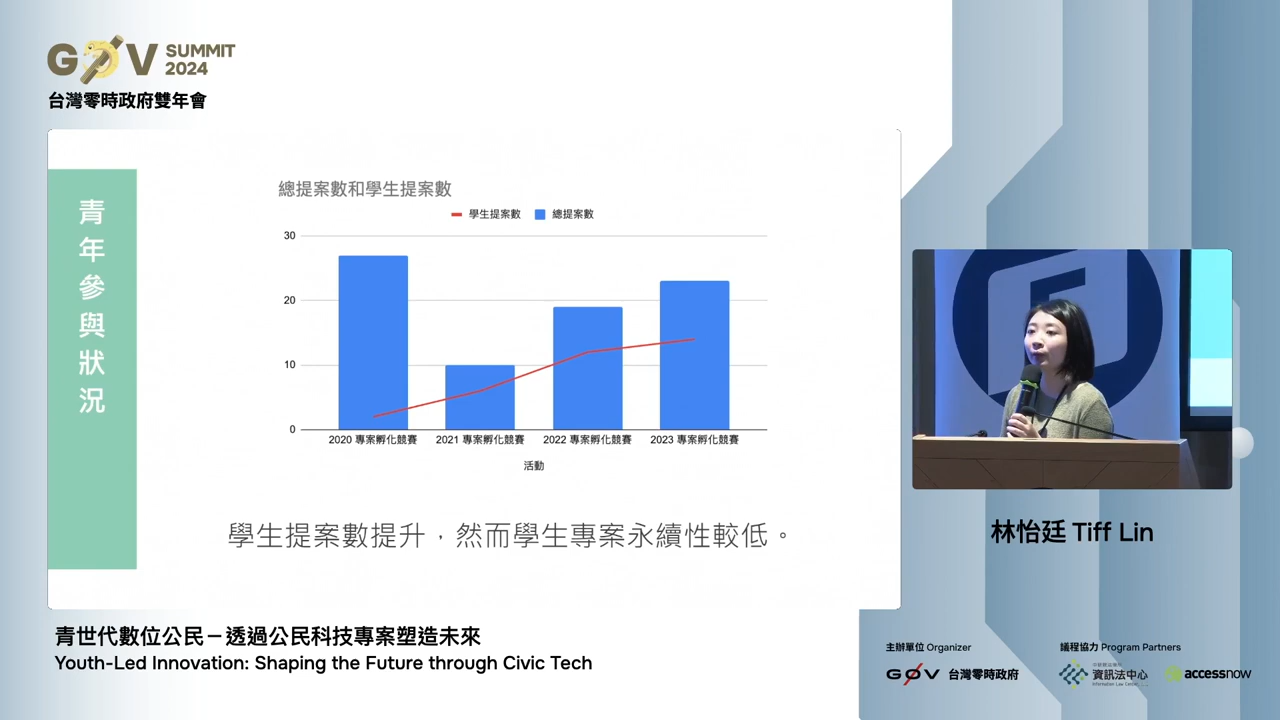 G0V SUMMIT 2024
台灣零時政府雙年會
青年參與狀況
總提案數和學生提案數
學生提案數 總提案數
30
20
10
0
2020 專案孵化競賽 2021 專案孵化競賽 2022 專案孵化競賽 2023 專案孵化競賽
活動
學生提案數提升，然而學生專案永續性較低。
林怡廷 Tiff Lin
青世代數位公民－透過公民科技專案塑造未來
Youth-Led Innovation: Shaping the Future through Civic Tech
主辦單位 Organizer
G0V 台灣零時政府
議程協力 Program Partners
資訊法中心
Information Law Center
accessnow